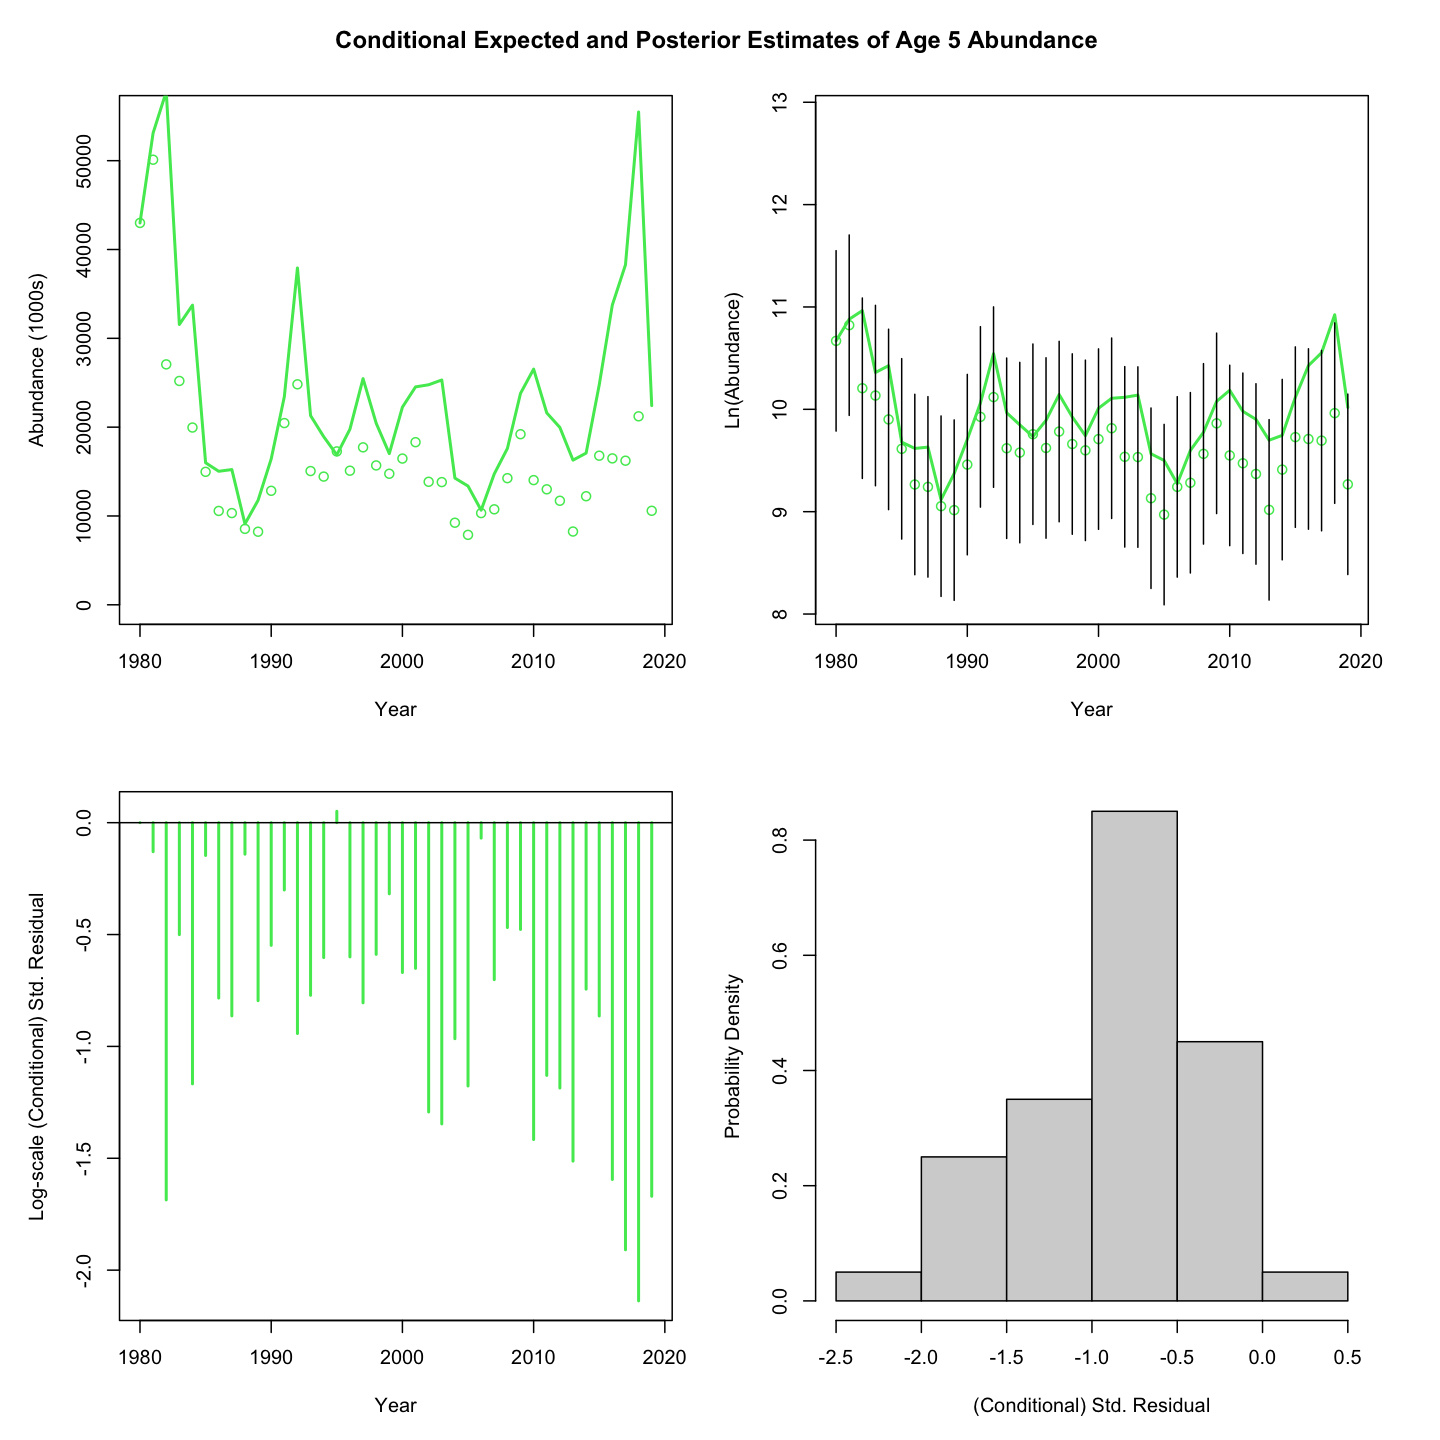 Conditional Expected and Posterior Estimates of Age 5 Abundance
Abundance (1000s)
50000
40000
30000
20000
10000
0
1980 1990 2000 2010 2020
Year
Ln(Abundance)
13
12
11
10
9
8
1980 1990 2000 2010 2020
Year
Log-scale (Conditional) Std. Residual
0.0
-0.5
-1.0
-1.5
-2.0
1980 1990 2000 2010 2020
Year
Probability Density
0.8
0.6
0.4
0.2
0.0
-2.5 -2.0 -1.5 -1.0 -0.5 0.0 0.5
(Conditional) Std. Residual